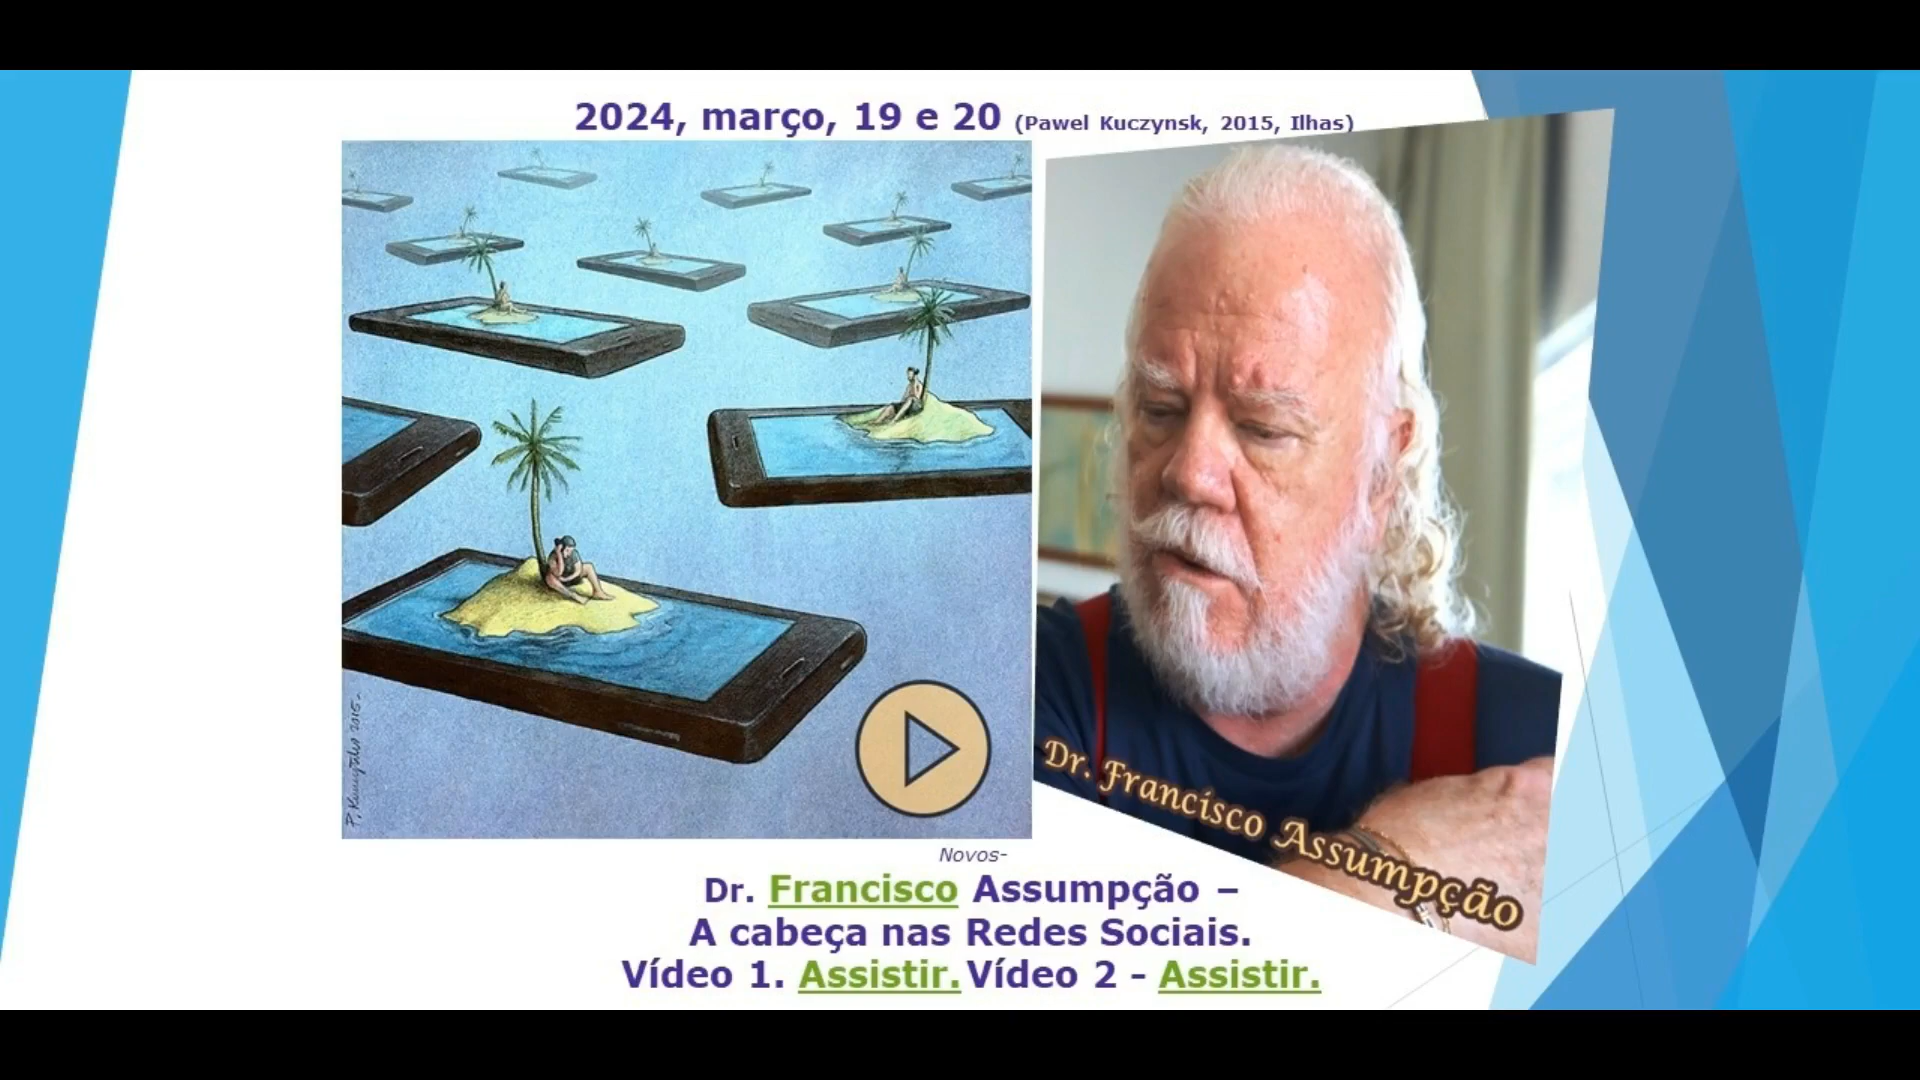 2024, março, 19 e 20 (Pawel Kuczynsk, 2015, Ilhas)
Dr. Francisco Assumpção
Novos-
Dr. Francisco Assumpção –
A cabeça nas Redes Sociais.
Vídeo 1. Assistir. Vídeo 2 - Assistir.